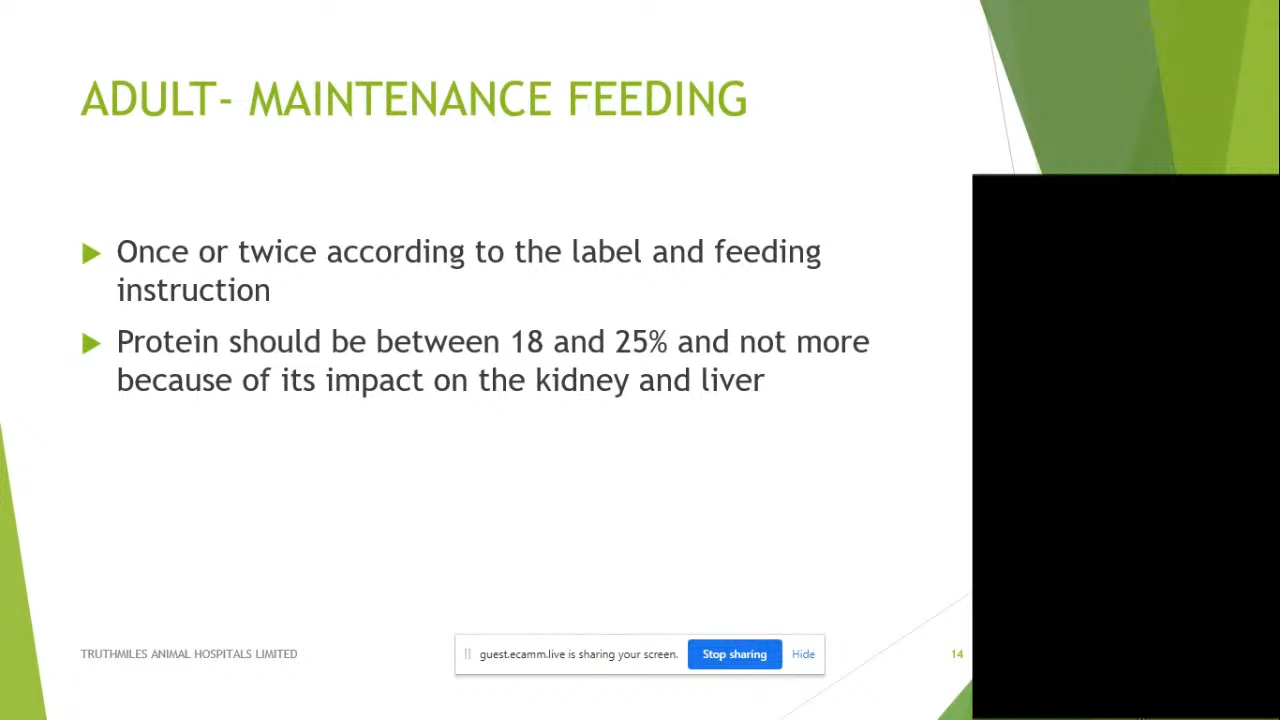 ADULT- MAINTENANCE FEEDING
Once or twice according to the label and feeding
instruction
Protein should be between 18 and 25% and not more
because of its impact on the kidney and liver
TRUTHMILES ANIMAL HOSPITALS LIMITED
guest.ecamm.live is sharing your screen.
Stop sharing
Hide
14